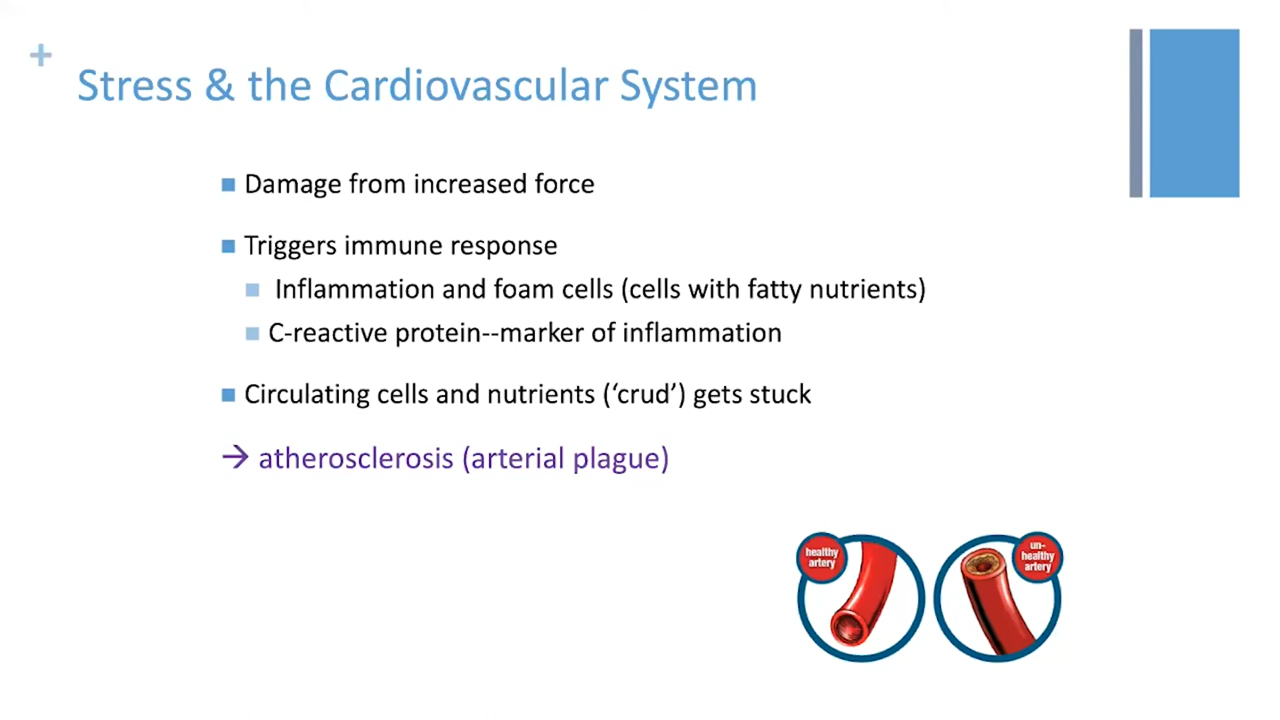 +
Stress & the Cardiovascular System
■ Damage from increased force
■ Triggers immune response
■ Inflammation and foam cells (cells with fatty nutrients)
■ C-reactive protein--marker of inflammation
■ Circulating cells and nutrients (‘crud’) gets stuck
→ atherosclerosis (arterial plague)
healthy
artery
un-
healthy
artery